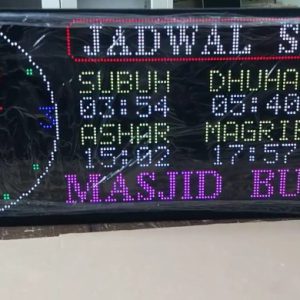 JADWAL S
SUBUH DHUHA
03:54 05:40
ASHAR MAGRIB
15:02 17:57
MASJID BU